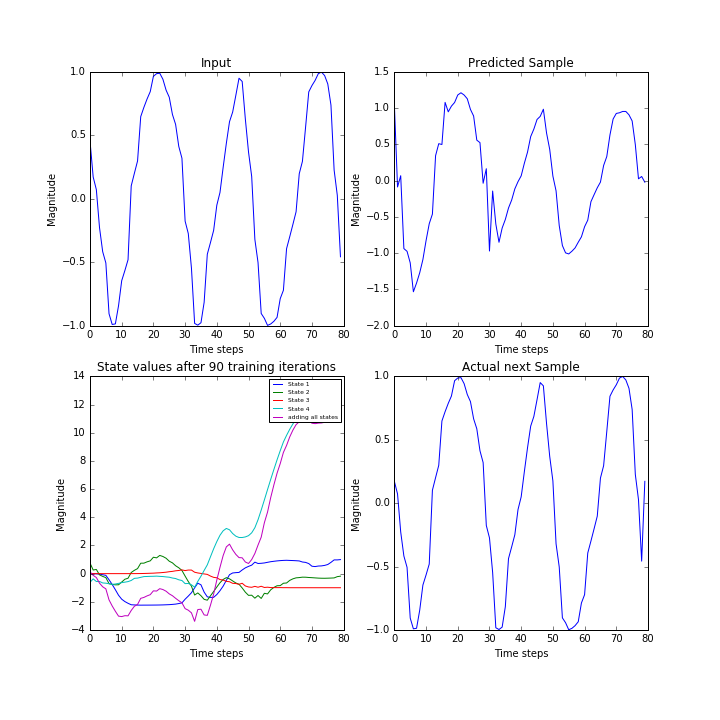 Input
Magnitude
1.0
0.5
0.0
−0.5
−1.0
0 10 20 30 40 50 60 70 80
Time steps
Predicted Sample
Magnitude
1.5
1.0
0.5
0.0
−0.5
−1.0
−1.5
−2.0
0 10 20 30 40 50 60 70 80
Time steps
State values after 90 training iterations
Magnitude
14
12
10
8
6
4
2
0
−2
−4
0 10 20 30 40 50 60 70 80
Time steps
State 1
State 2
State 3
State 4
adding all states
Actual next Sample
Magnitude
1.0
0.5
0.0
−0.5
−1.0
0 10 20 30 40 50 60 70 80
Time steps